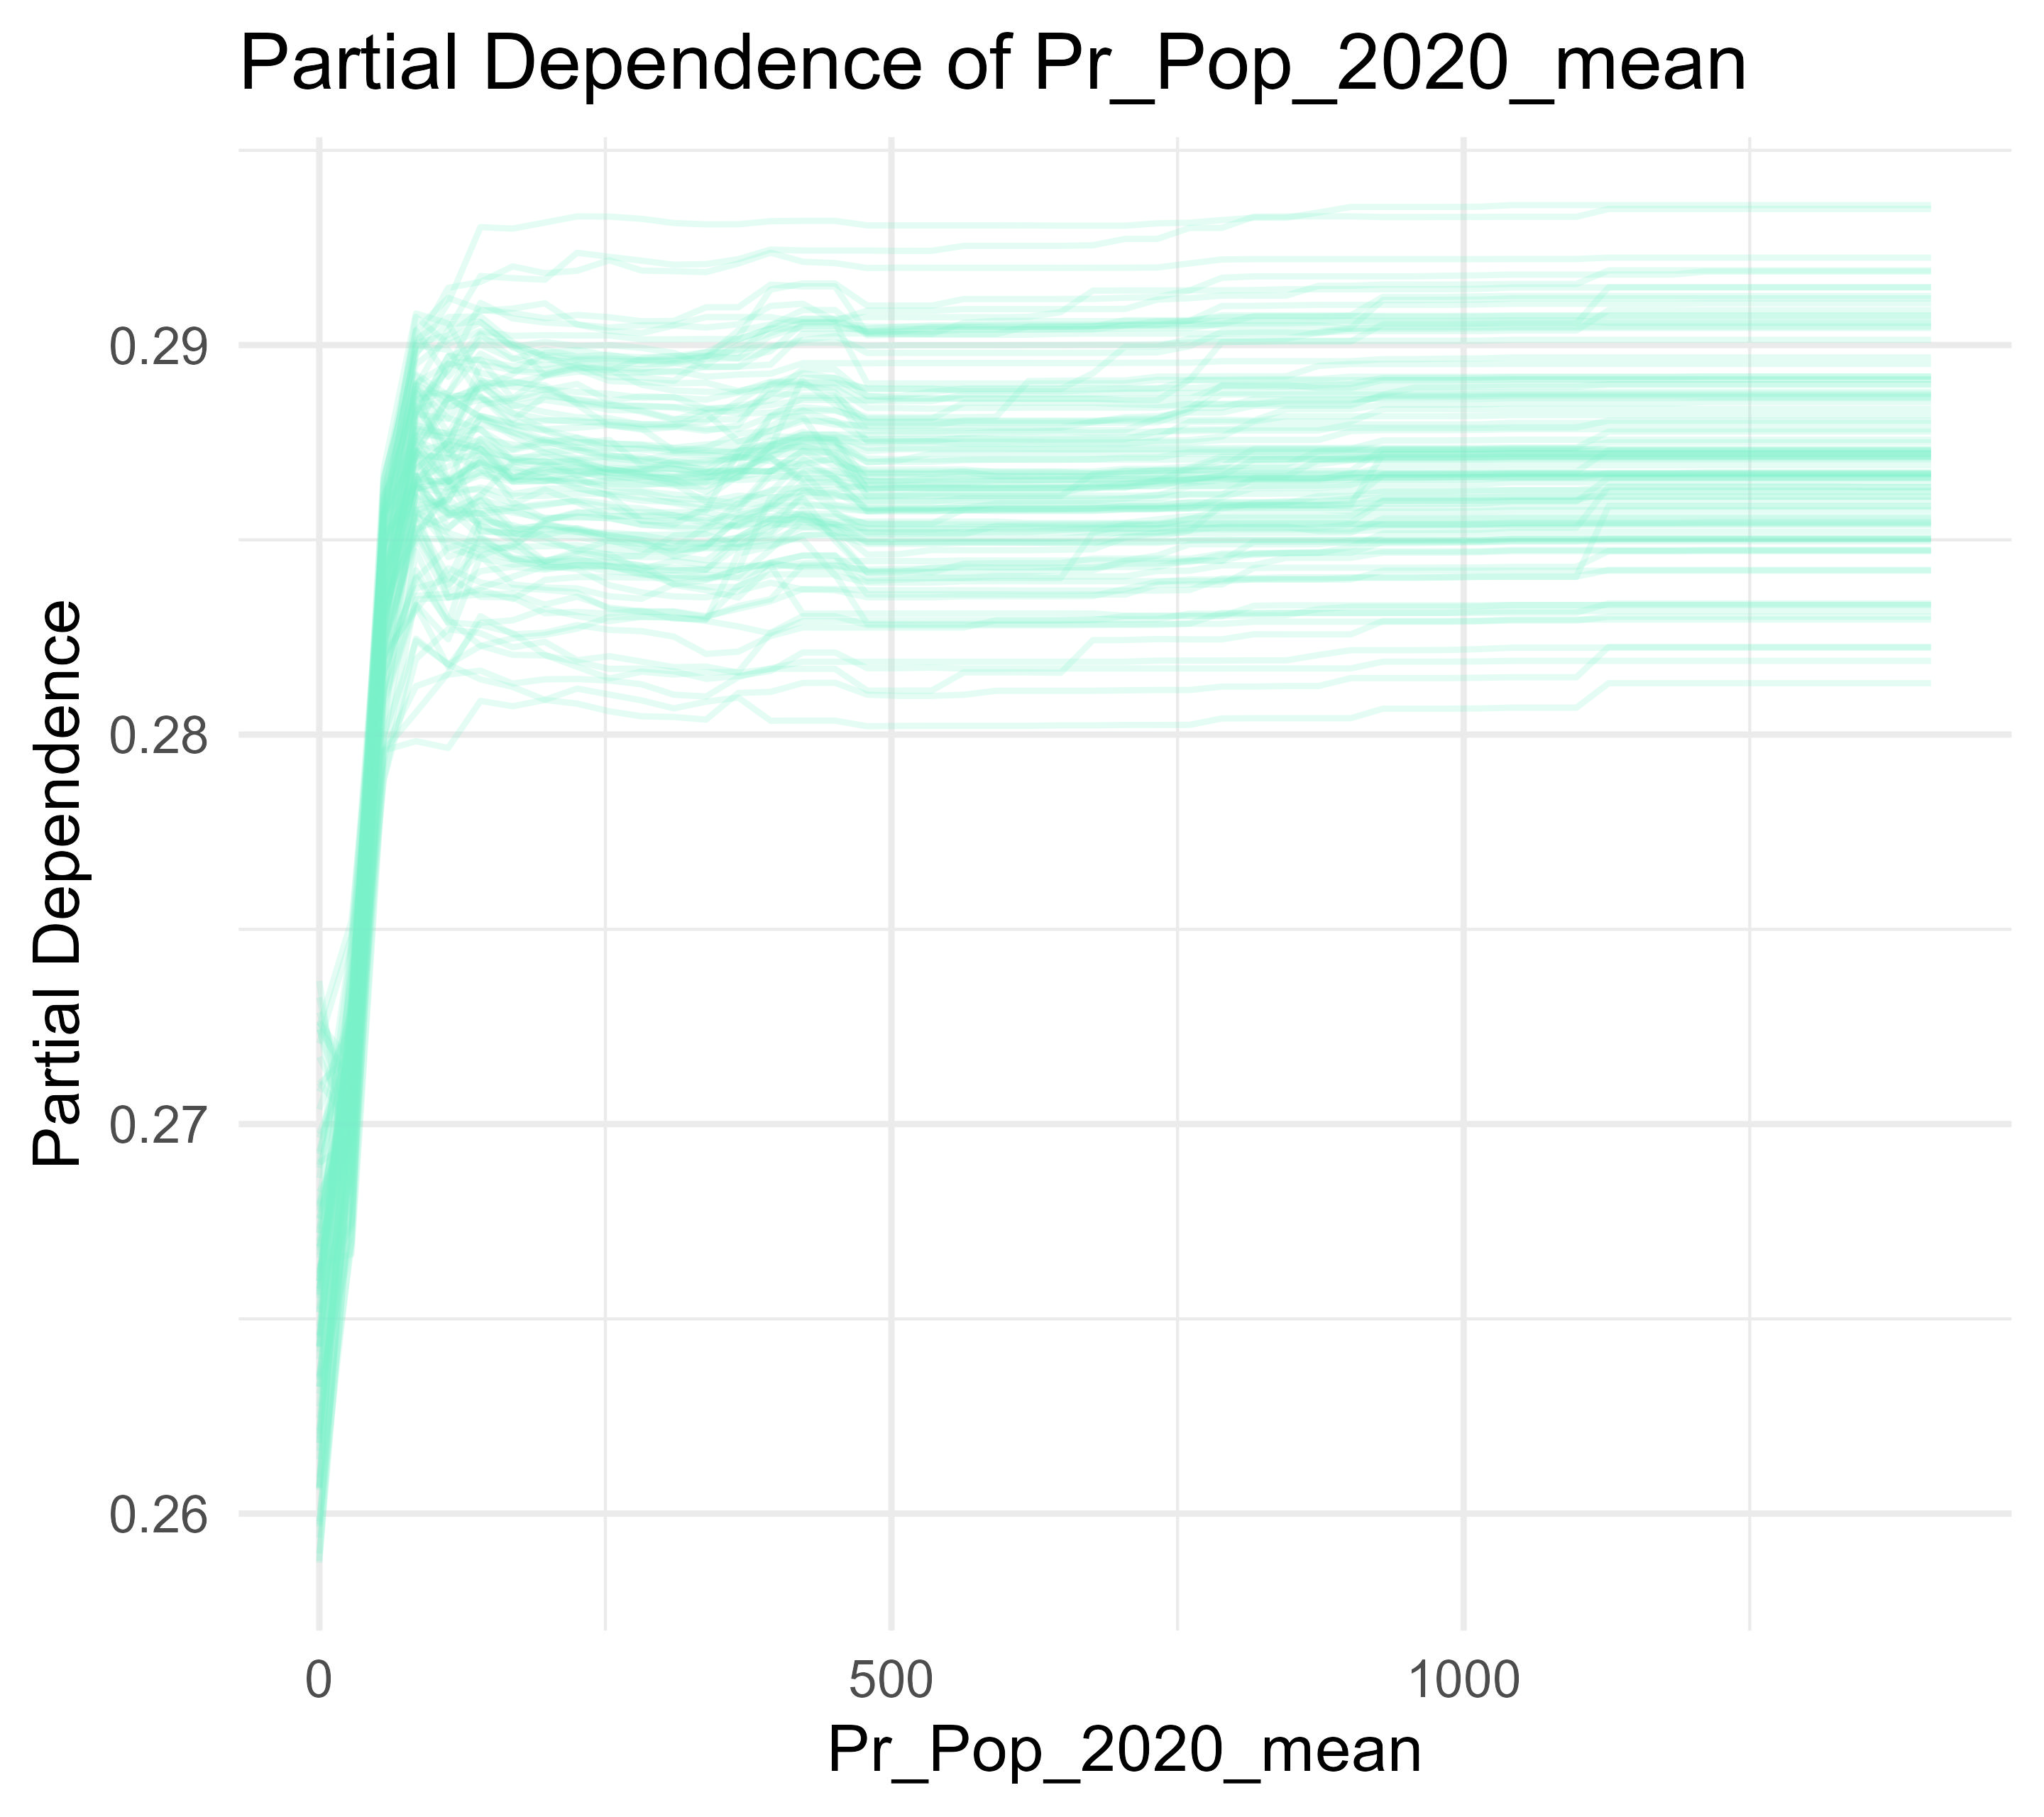 Partial Dependence of Pr_Pop_2020_mean
Partial Dependence
0.29
0.28
0.27
0.26
0 500 1000
Pr_Pop_2020_mean